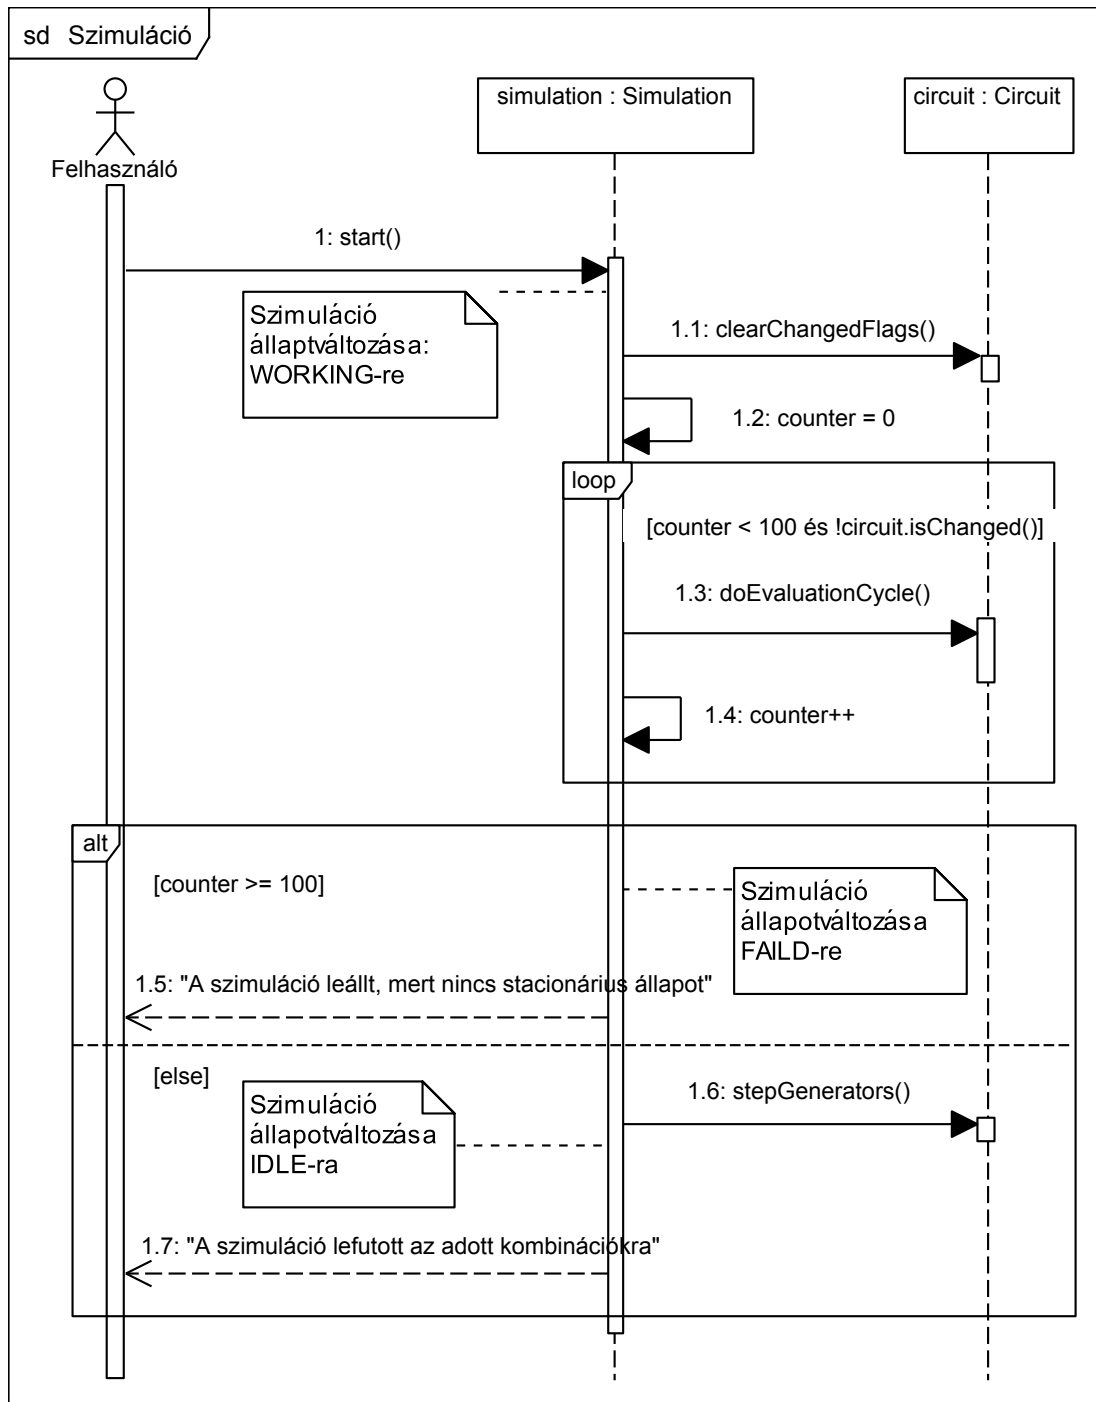 sd Szimuláció
simulation : Simulation
circuit : Circuit
Felhasználó
1: start()
Szimuláció
állaptváltozása:
WORKING-re
1.1: clearChangedFlags()
1.2: counter = 0
loop
[counter < 100 és !circuit.isChanged()]
1.3: doEvaluationCycle()
1.4: counter++
alt
[counter >= 100]
Szimuláció
állapotváltozása
FAILD-re
1.5: "A szimuláció leállt, mert nincs stacionárius állapot"
[else]
Szimuláció
állapotváltozása
IDLE-ra
1.6: stepGenerators()
1.7: "A szimuláció lefutott az adott kombinációkra"